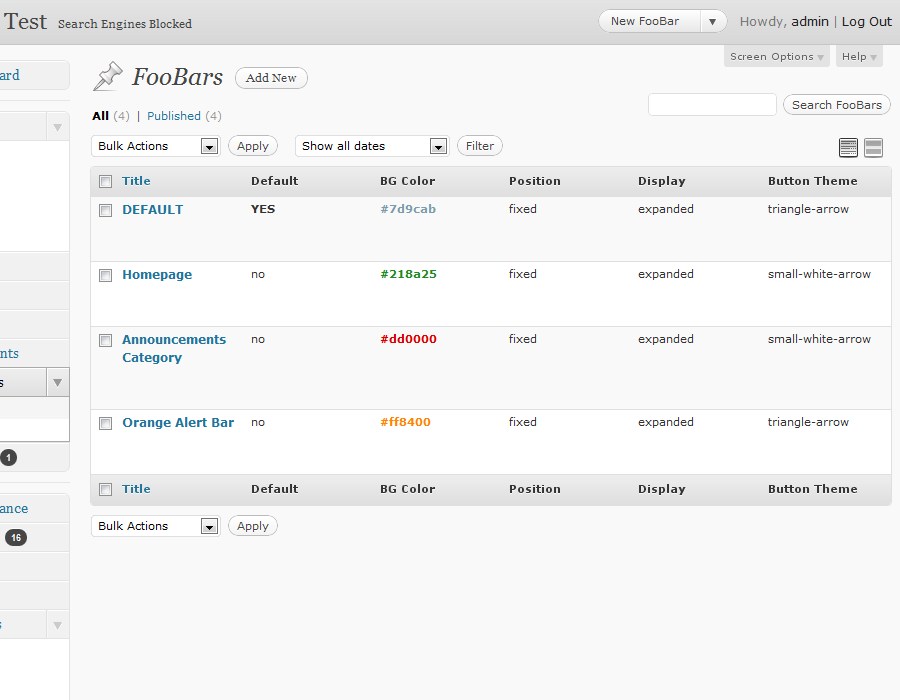 Test Search Engines Blocked New FooBar Howdy, admin | Log Out
Screen Options Help
ard
FooBars Add New
Search FooBars
All (4) | Published (4)
Bulk Actions Apply Show all dates Filter
Title Default BG Color Position Display Button Theme
DEFAULT YES #7d9cab fixed expanded triangle-arrow
Homepage no #218a25 fixed expanded small-white-arrow
Announcements Category no #dd0000 fixed expanded small-white-arrow
nts
s
Orange Alert Bar no #ff8400 fixed expanded triangle-arrow
1
Title Default BG Color Position Display Button Theme
ance
Bulk Actions Apply
16
s